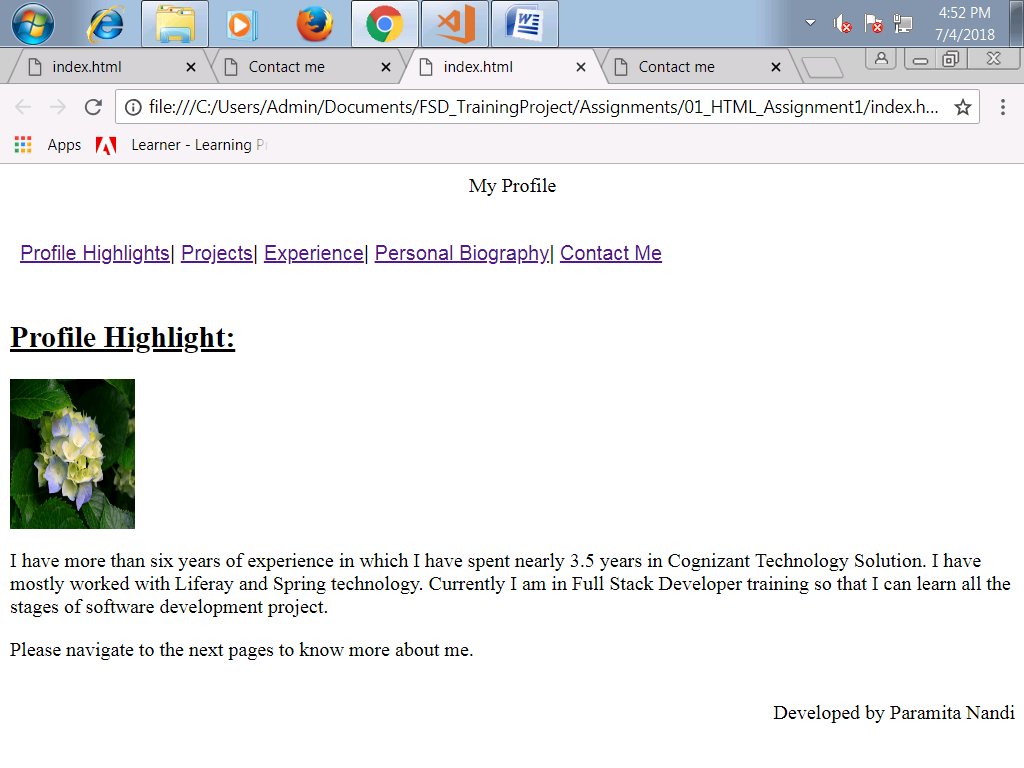 4:52 PM
7/4/2018
index.html
Contact me
index.html
Contact me
file:///C:/Users/Admin/Documents/FSD_TrainingProject/Assignments/01_HTML_Assignment1/index.h...
Apps
Learner - Learning
My Profile
Profile Highlights| Projects| Experience| Personal Biography| Contact Me
Profile Highlight:
I have more than six years of experience in which I have spent nearly 3.5 years in Cognizant Technology Solution. I have
mostly worked with Liferay and Spring technology. Currently I am in Full Stack Developer training so that I can learn all the
stages of software development project.
Please navigate to the next pages to know more about me.
Developed by Paramita Nandi